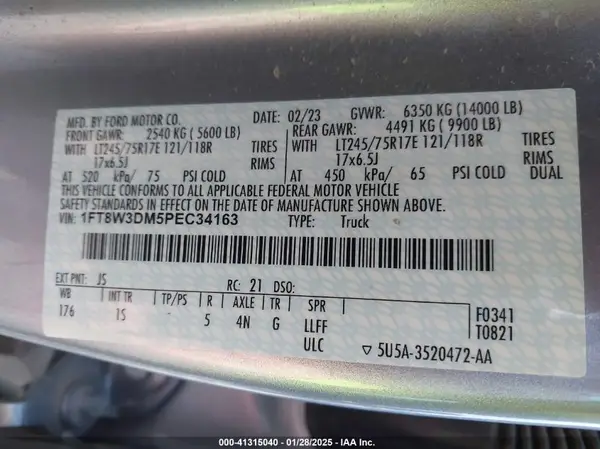 MFD. BY FORD MOTOR CO. DATE: 02/23 GVWR: 6350 KG (14000 LB)
FRONT GAWR: 2540 KG (5600 LB) REAR GAWR: 4491 KG (9900 LB)
WITH LT245/75R17E 121/118R TIRES WITH LT245/75R17E 121/118R TIRES
17x6.5J RIMS 17x6.5J RIMS
AT 520 kPa/ 75 PSI COLD AT 450 kPa/ 65 PSI COLD DUAL
THIS VEHICLE CONFORMS TO ALL APPLICABLE FEDERAL MOTOR VEHICLE
SAFETY STANDARDS IN EFFECT ON THE DATE OF MANUFACTURE SHOWN ABOVE.
VIN: 1FT8W3DM5PEC34163 TYPE: Truck
EXT PNT: J5 RC: 21 DSO:
WB INT TR TP/PS R AXLE TR SPR F0341
176 1S 5 4N G LLFF T0821
ULC ▽ 5U5A-3520472-AA
00-41315040 | 01/28/2025 - IAA Inc.